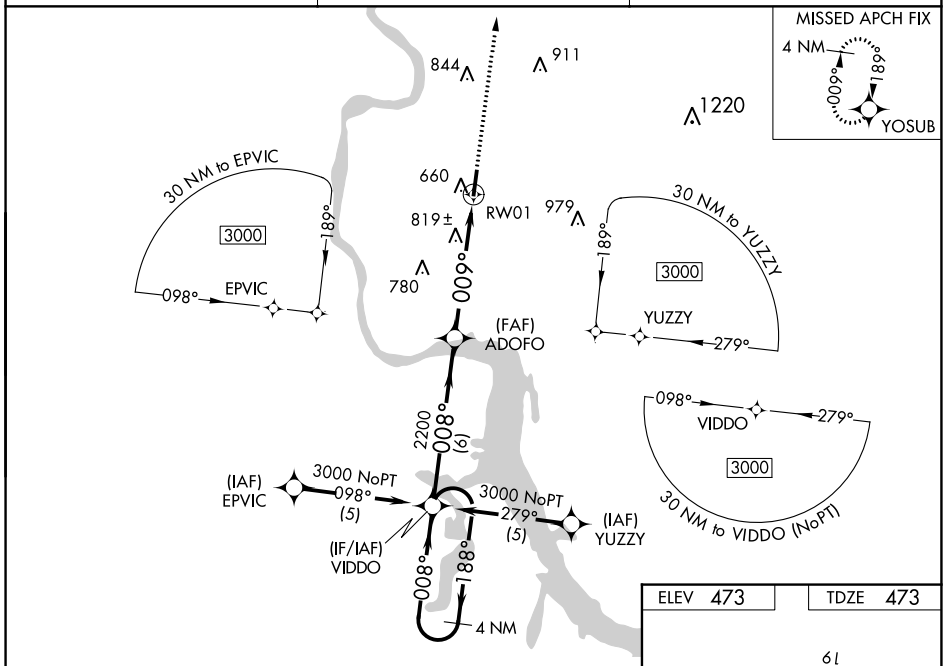 MISSED APCH FIX
4 NM
009°
189°
YOSUB
844
911
1220
30 NM to EPVIC
3000
189°
098°
EPVIC
660
RW01
819±
780
979
009°
30 NM to YUZZY
189°
3000
YUZZY
279°
(FAF)
ADOFO
2200
008°
(6)
098°
279°
VIDDO
3000
30 NM to VIDDO (NoPT)
(IAF)
EPVIC
3000 NoPT
098°
(5)
3000 NoPT
279°
(5)
(IAF)
YUZZY
(IF/IAF)
VIDDO
008°
188°
4 NM
ELEV 473
TDZE 473
19